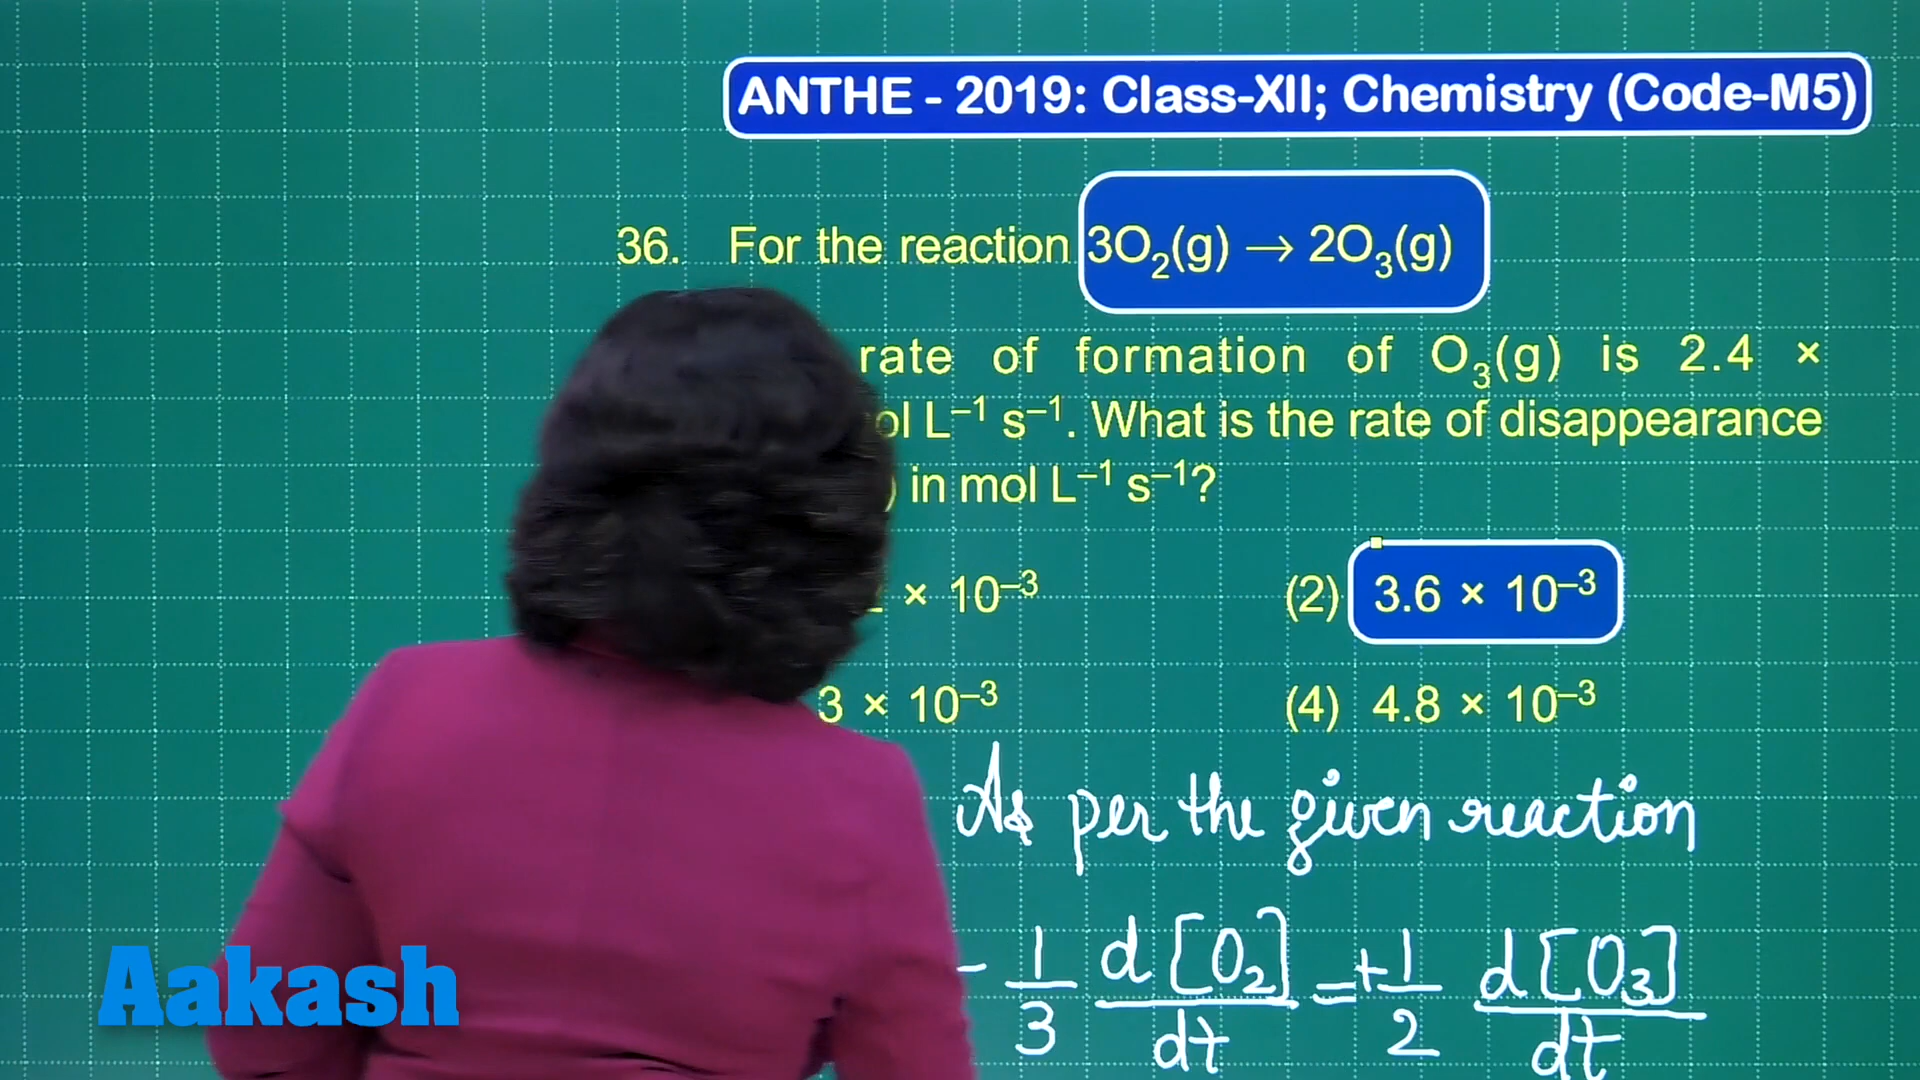 ANTHE - 2019: Class-XII; Chemistry (Code-M5)
36. For the reaction 3O₂(g) → 2O₃(g)
rate of formation of O₃(g) is 2.4 ×
L⁻¹ s⁻¹. What is the rate of disappearance
) in mol L⁻¹ s⁻¹?
× 10⁻³ (2) 3.6 × 10⁻³
3 × 10⁻³ (4) 4.8 × 10⁻³
As per the given reaction
- 1/3 d[O₂]/dt = + 1/2 d[O₃]/dt
Aakash